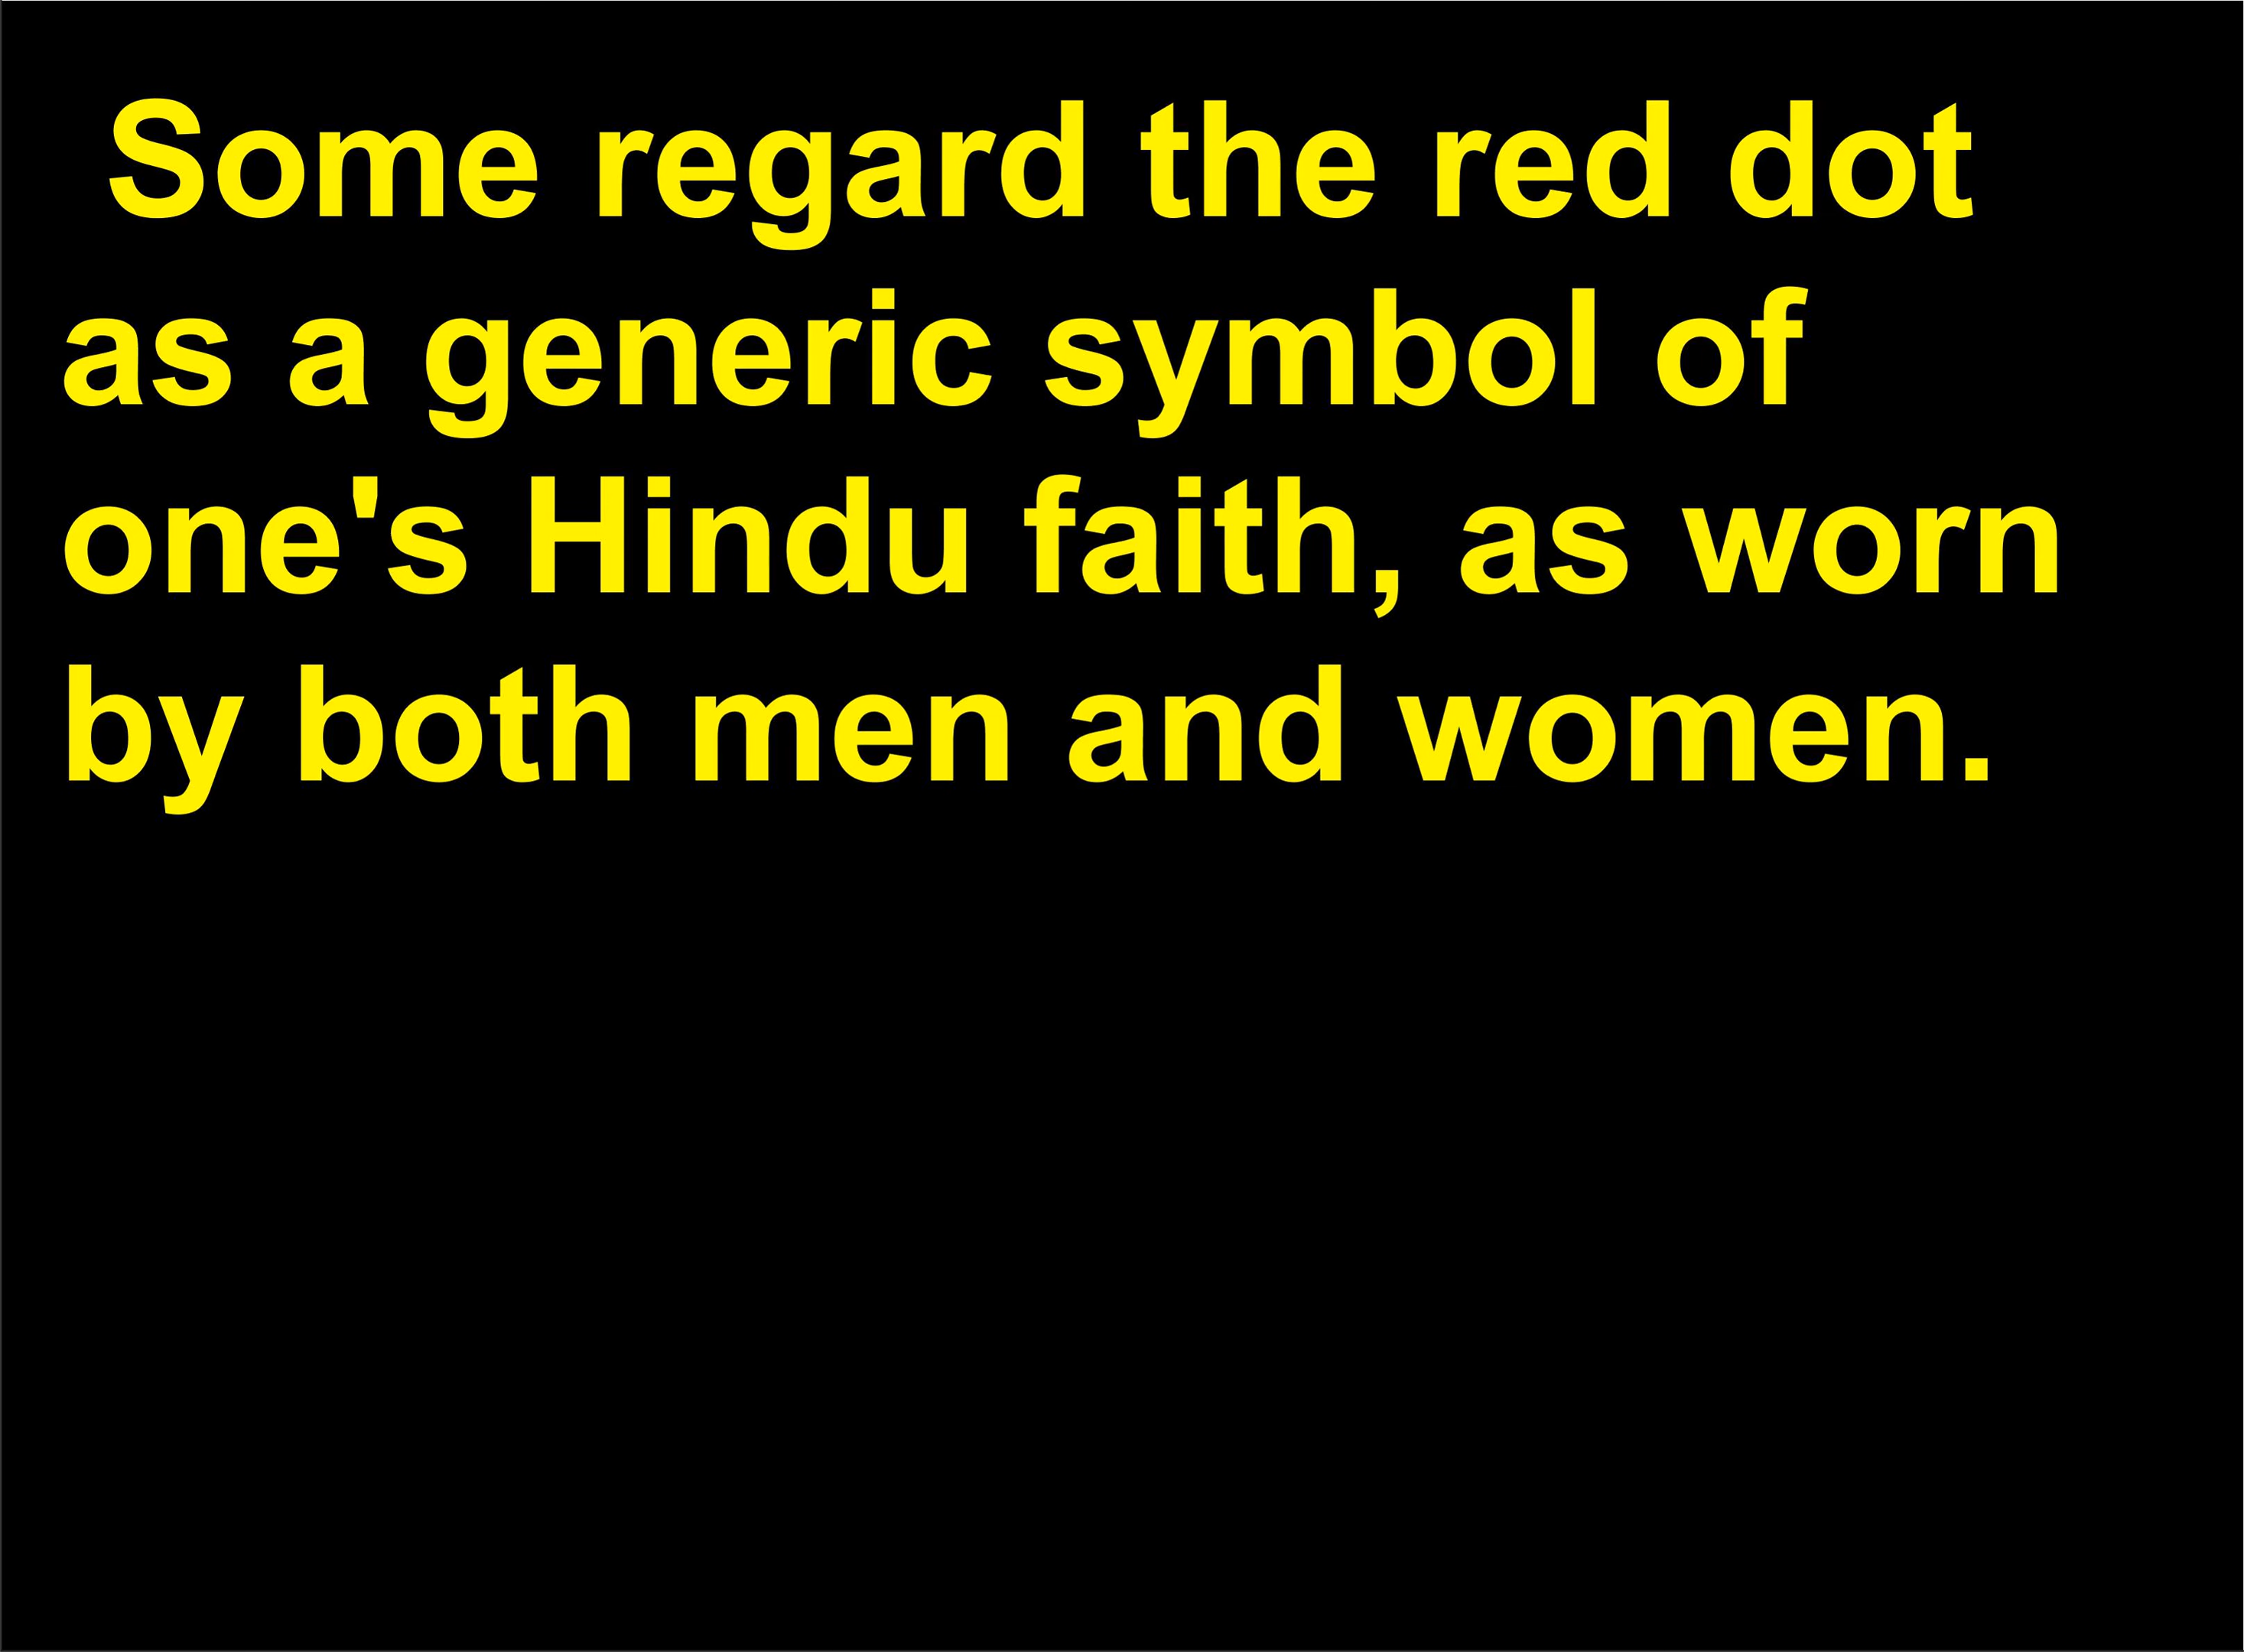 Some regard the red dot
as a generic symbol of
one's Hindu faith, as worn
by both men and women.